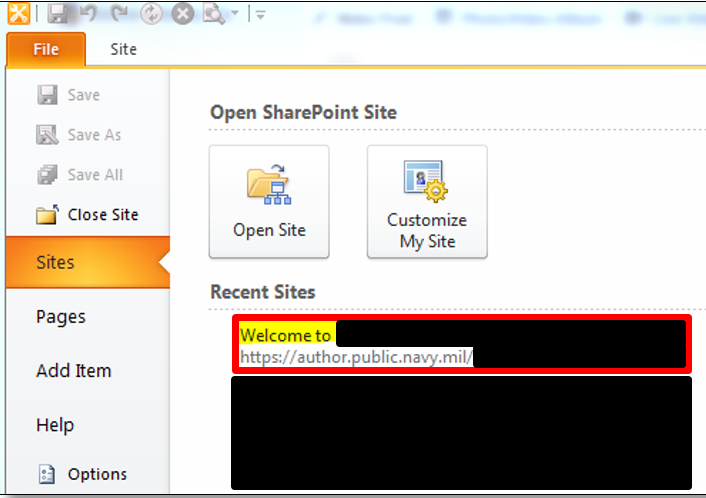 File Site
Save
Save As
Save All
Close Site
Sites
Pages
Add Item
Help
Options
Open SharePoint Site
Open Site
Customize
My Site
Recent Sites
Welcome to
https://author.public.navy.mil/